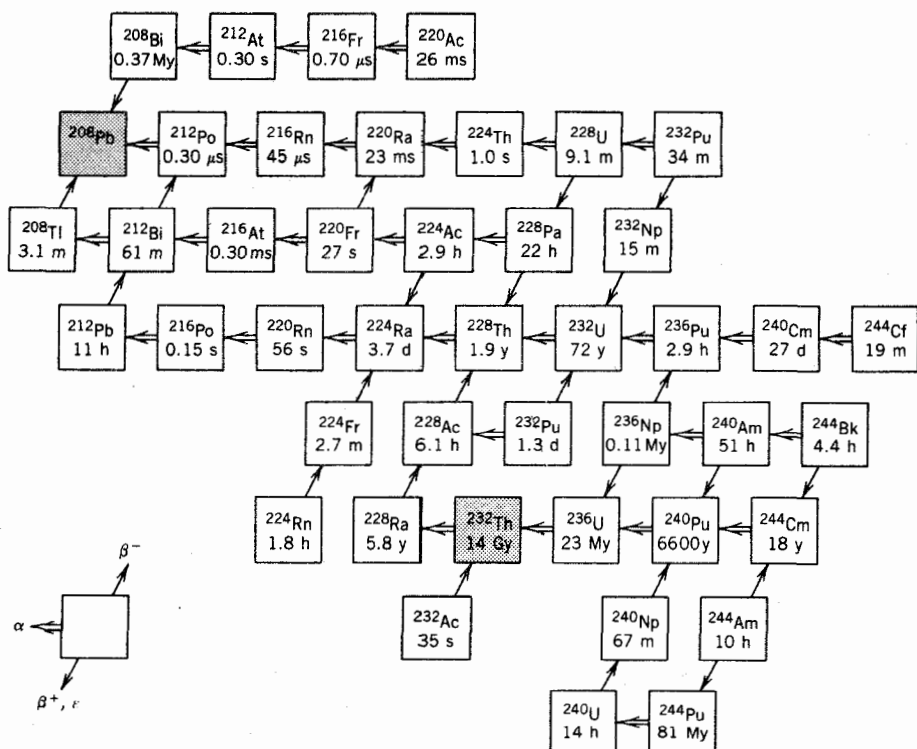 ²⁰⁸Bi
0.37 My
²¹²At
0.30 s
²¹⁶Fr
0.70 μs
²²⁰Ac
26 ms
²⁰⁸Pb
²¹²Po
0.30 μs
²¹⁶Rn
45 μs
²²⁰Ra
23 ms
²²⁴Th
1.0 s
²²⁸U
9.1 m
²³²Pu
34 m
²⁰⁸Tl
3.1 m
²¹²Bi
61 m
²¹⁶At
0.30 ms
²²⁰Fr
27 s
²²⁴Ac
2.9 h
²²⁸Pa
22 h
²³²Np
15 m
²¹²Pb
11 h
²¹⁶Po
0.15 s
²²⁰Rn
56 s
²²⁴Ra
3.7 d
²²⁸Th
1.9 y
²³²U
72 y
²³⁶Pu
2.9 h
²⁴⁰Cm
27 d
²⁴⁴Cf
19 m
²²⁴Fr
2.7 m
²²⁸Ac
6.1 h
²³²Pu
1.3 d
²³⁶Np
0.11 My
²⁴⁰Am
51 h
²⁴⁴Bk
4.4 h
²²⁴Rn
1.8 h
²²⁸Ra
5.8 y
²³²Th
14 Gy
²³⁶U
23 My
²⁴⁰Pu
6600 y
²⁴⁴Cm
18 y
²³²Ac
35 s
²⁴⁰Np
67 m
²⁴⁴Am
10 h
²⁴⁰U
14 h
²⁴⁴Pu
81 My
β⁻
α
β⁺, ε